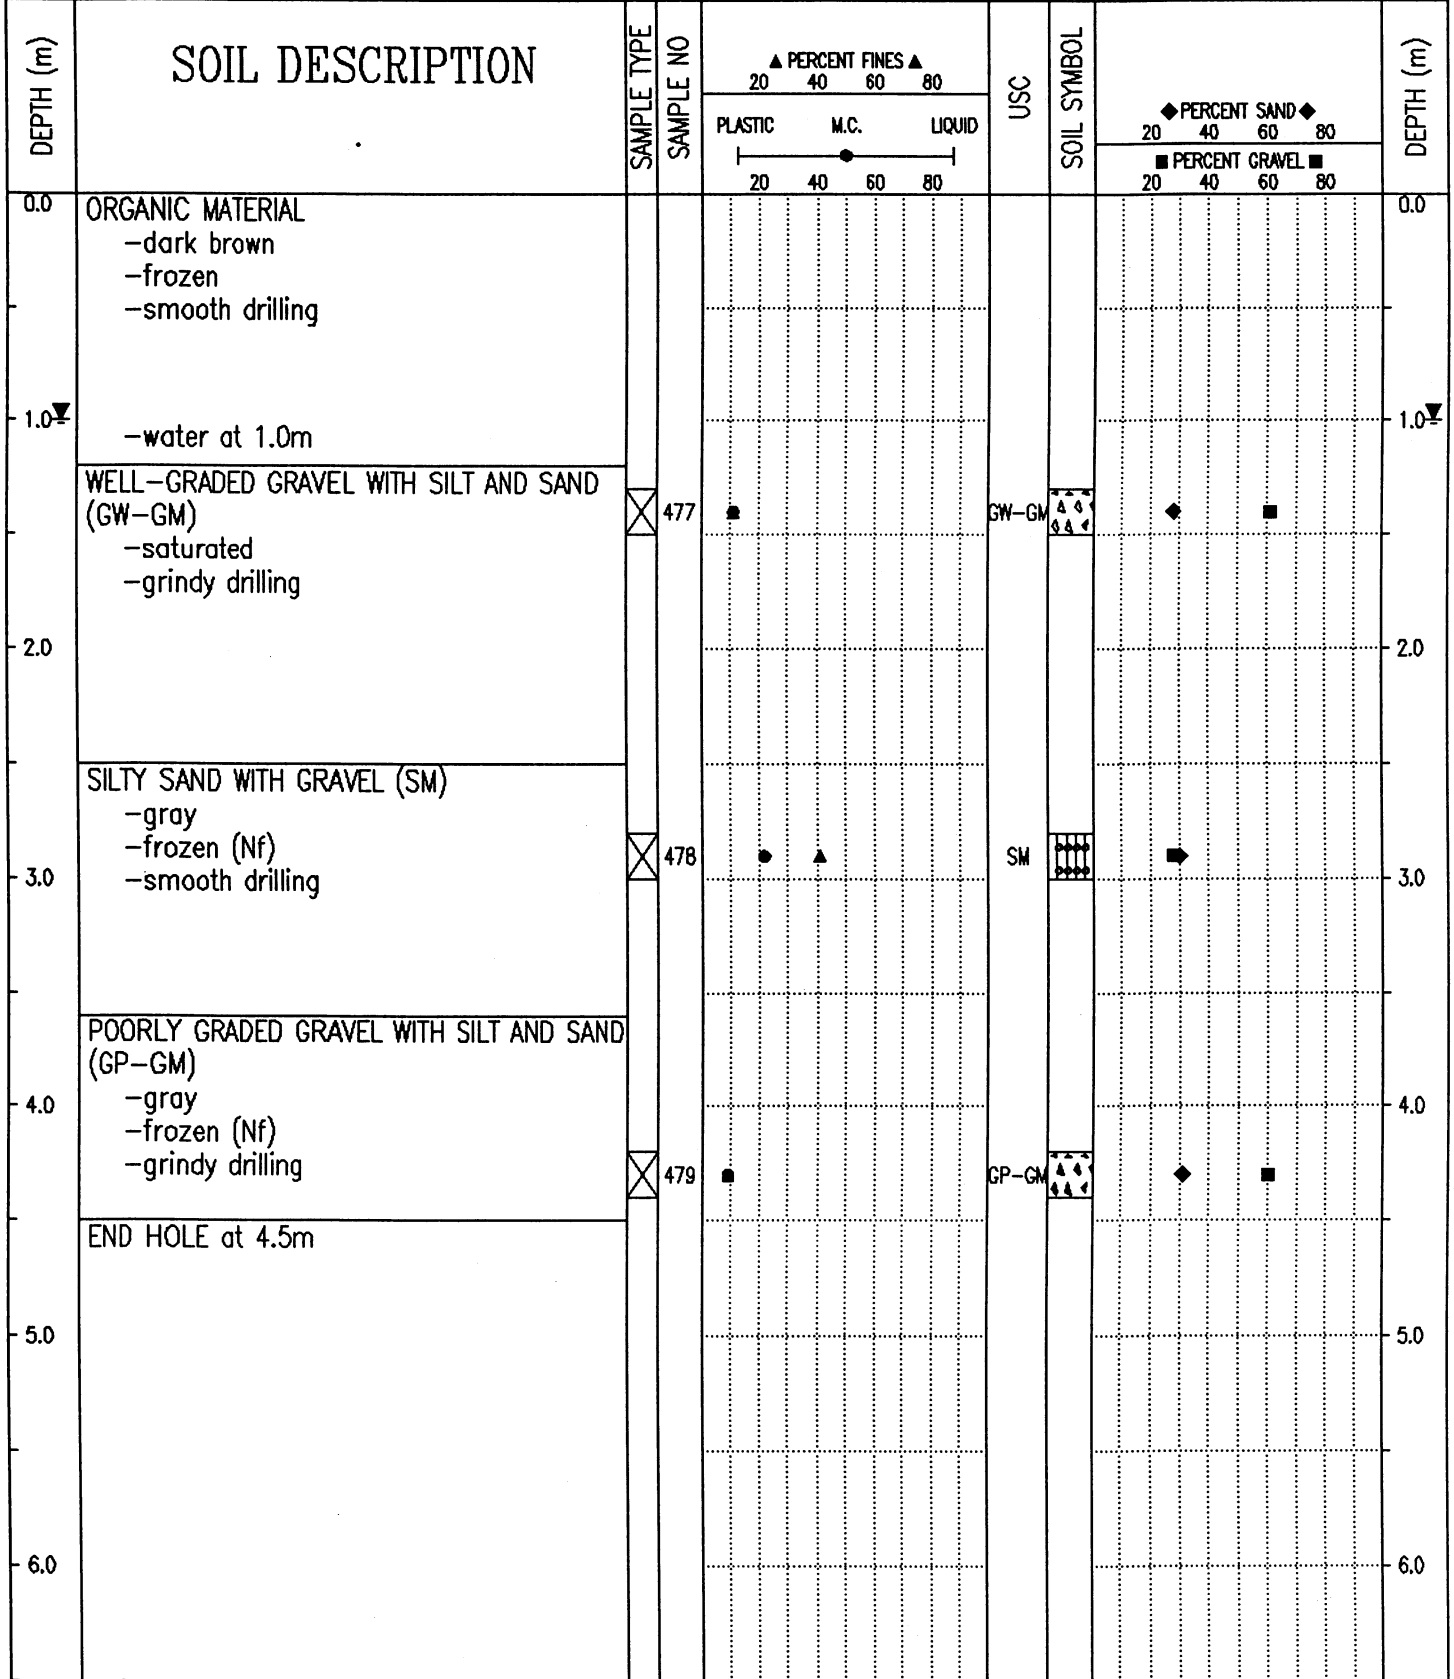 DEPTH (m)
SOIL DESCRIPTION
SAMPLE TYPE
SAMPLE NO
▲ PERCENT FINES ▲
20 40 60 80
PLASTIC M.C. LIQUID
20 40 60 80
USC
SOIL SYMBOL
◆ PERCENT SAND ◆
20 40 60 80
■ PERCENT GRAVEL ■
20 40 60 80
DEPTH (m)
0.0 ORGANIC MATERIAL 0.0
-dark brown
-frozen
-smooth drilling
1.0 1.0
-water at 1.0m
WELL-GRADED GRAVEL WITH SILT AND SAND
(GW-GM) 477 GW-GM
-saturated
-grindy drilling
2.0 2.0
SILTY SAND WITH GRAVEL (SM)
-gray
-frozen (Nf) 478 SM
3.0 -smooth drilling 3.0
POORLY GRADED GRAVEL WITH SILT AND SAND
(GP-GM)
4.0 -gray 4.0
-frozen (Nf)
-grindy drilling 479 GP-GM
END HOLE at 4.5m
5.0 5.0
6.0 6.0